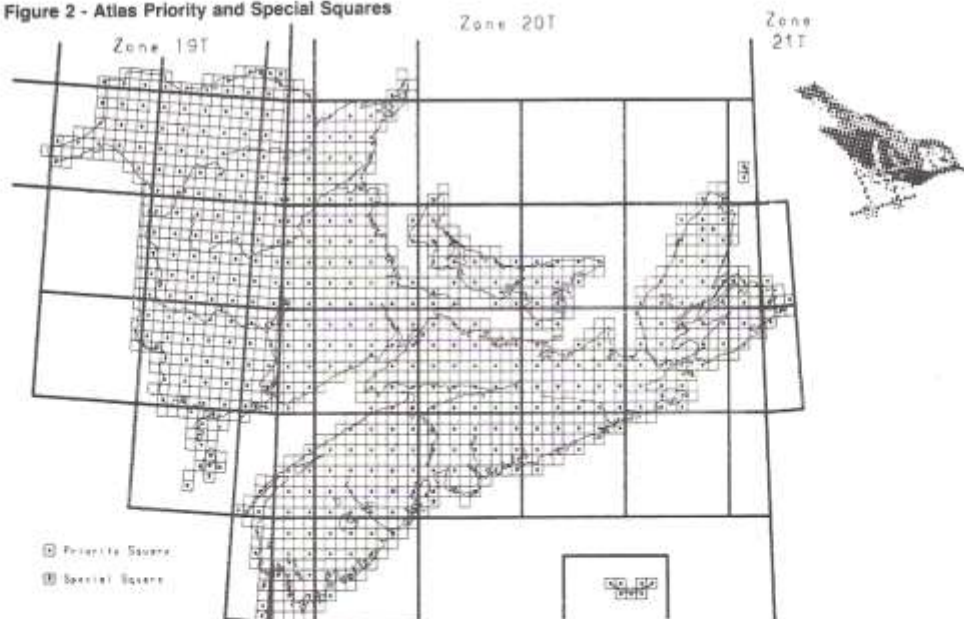 Figure 2 - Atlas Priority and Special Squares
Zone 19T
Zone 20T
Zone
21T
Priority Square
Special Square